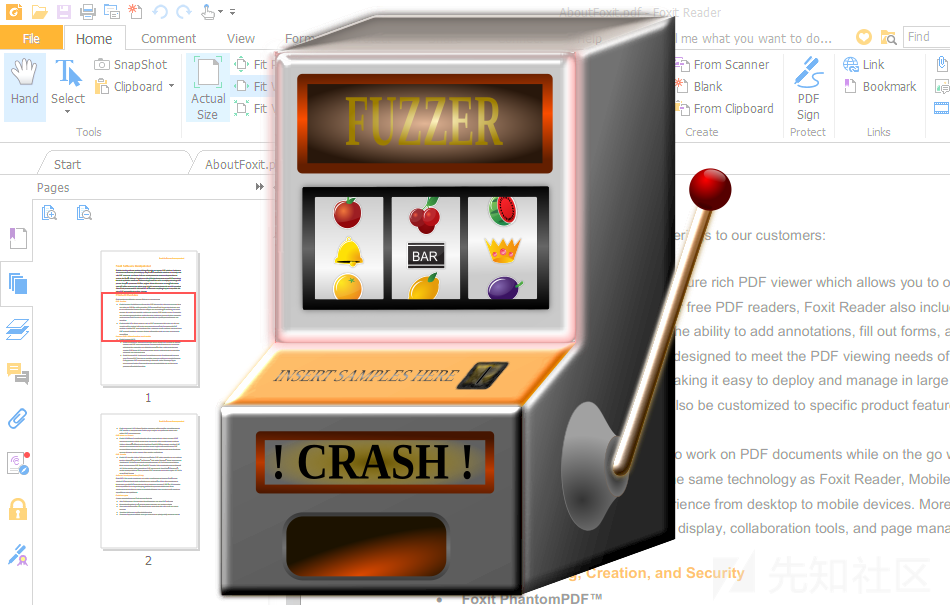 AboutFoxit.pdf - Foxit Reader
File
Home
Comment
View
Form
elp
l me what you want to do...
Find
Hand
Select
SnapShot
Clipboard
Actual
Size
Fit P
Fit V
Fit V
From Scanner
Blank
From Clipboard
PDF
Sign
Link
Bookmark
Tools
Create
Protect
Links
Start
AboutFoxit.p
Pages
FUZZER
BAR
INSERT SAMPLES HERE
! CRASH !
1
2
to our customers:
ure rich PDF viewer which allows you to o
free PDF readers, Foxit Reader also inclu
he ability to add annotations, fill out forms, a
designed to meet the PDF viewing needs of
aking it easy to deploy and manage in large
lso be customized to specific product feature
o work on PDF documents while on the go w
e same technology as Foxit Reader, Mobile
rience from desktop to mobile devices. More
display, collaboration tools, and page man
g, Creation, and Security
• Foxit PhantomPDF™
先知社区